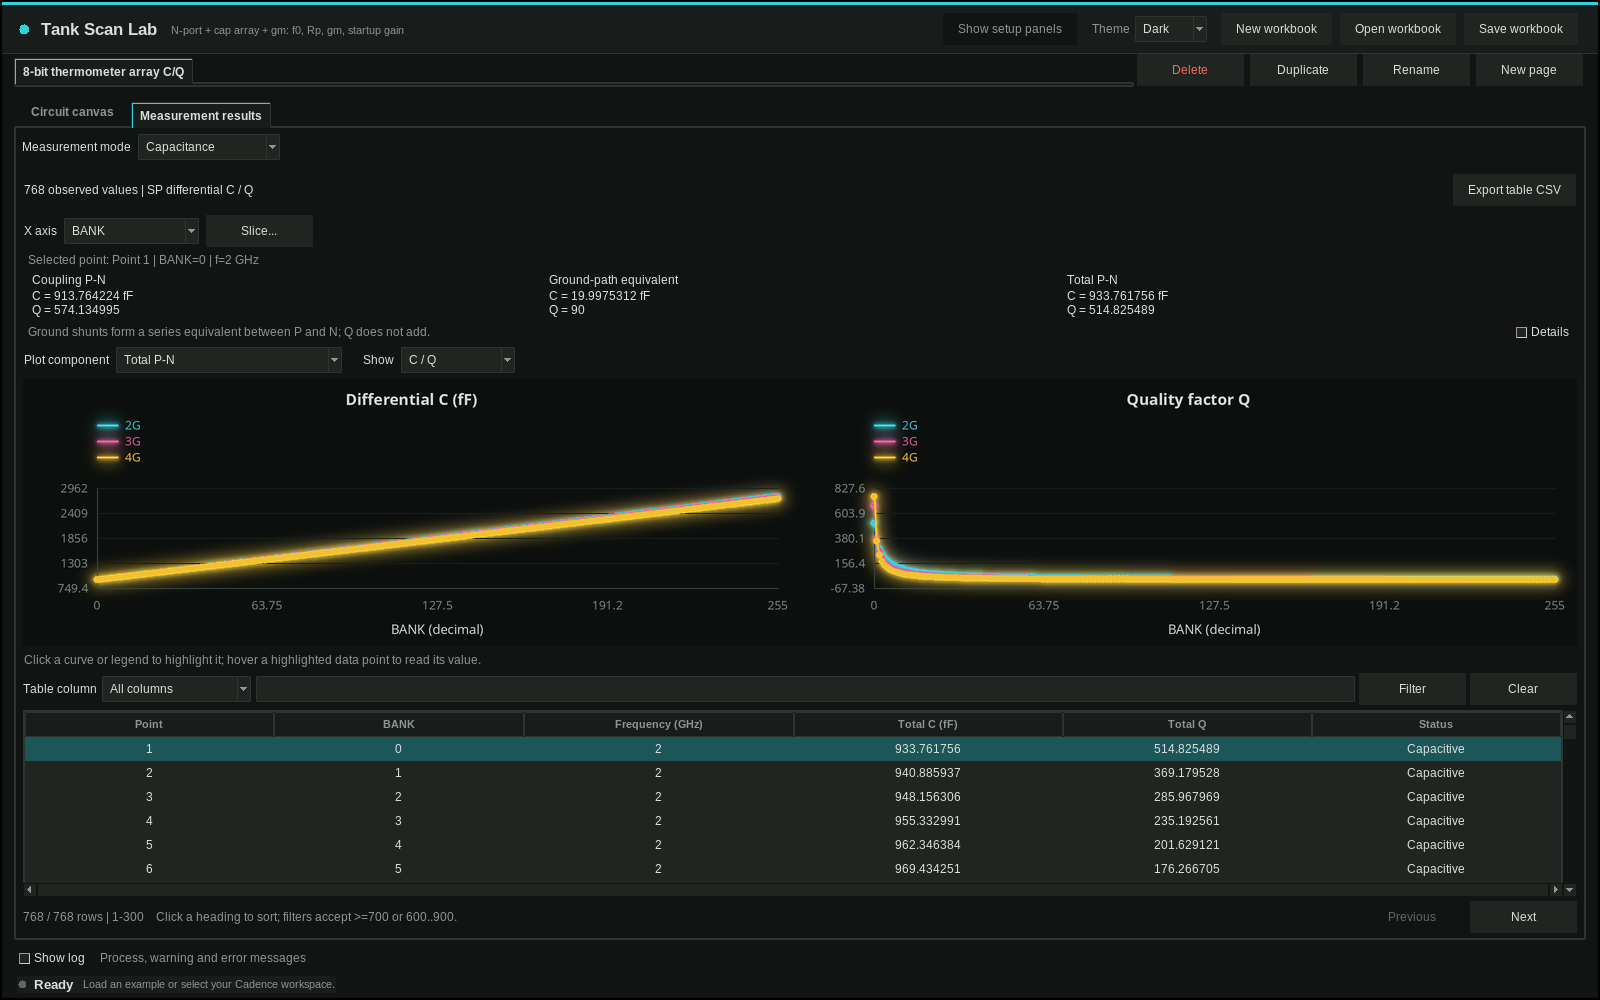 Tank Scan Lab N-port + cap array + gm: f0, Rp, gm, startup gain Show setup panels Theme Dark New workbook Open workbook Save workbook
8-bit thermometer array C/Q Delete Duplicate Rename New page
Circuit canvas Measurement results
Measurement mode Capacitance
768 observed values | SP differential C / Q Export table CSV
X axis BANK Slice...
Selected point: Point 1 | BANK=0 | f=2 GHz
Coupling P-N Ground-path equivalent Total P-N
C = 913.764224 fF C = 19.9975312 fF C = 933.761756 fF
Q = 574.134995 Q = 90 Q = 514.825489
Ground shunts form a series equivalent between P and N; Q does not add. Details
Plot component Total P-N Show C / Q
Differential C (fF) Quality factor Q
2G 2G
3G 3G
4G 4G
2962 827.6
2409 603.9
1856 380.1
1303 156.4
749.4 -67.38
0 63.75 127.5 191.2 255 0 63.75 127.5 191.2 255
BANK (decimal) BANK (decimal)
Click a curve or legend to highlight it; hover a highlighted data point to read its value.
Table column All columns Filter Clear
Point BANK Frequency (GHz) Total C (fF) Total Q Status
1 0 2 933.761756 514.825489 Capacitive
2 1 2 940.885937 369.179528 Capacitive
3 2 2 948.156306 285.967969 Capacitive
4 3 2 955.332991 235.192561 Capacitive
5 4 2 962.346384 201.629121 Capacitive
6 5 2 969.434251 176.266705 Capacitive
768 / 768 rows | 1-300 Click a heading to sort; filters accept >=700 or 600..900. Previous Next
Show log Process, warning and error messages
Ready Load an example or select your Cadence workspace.